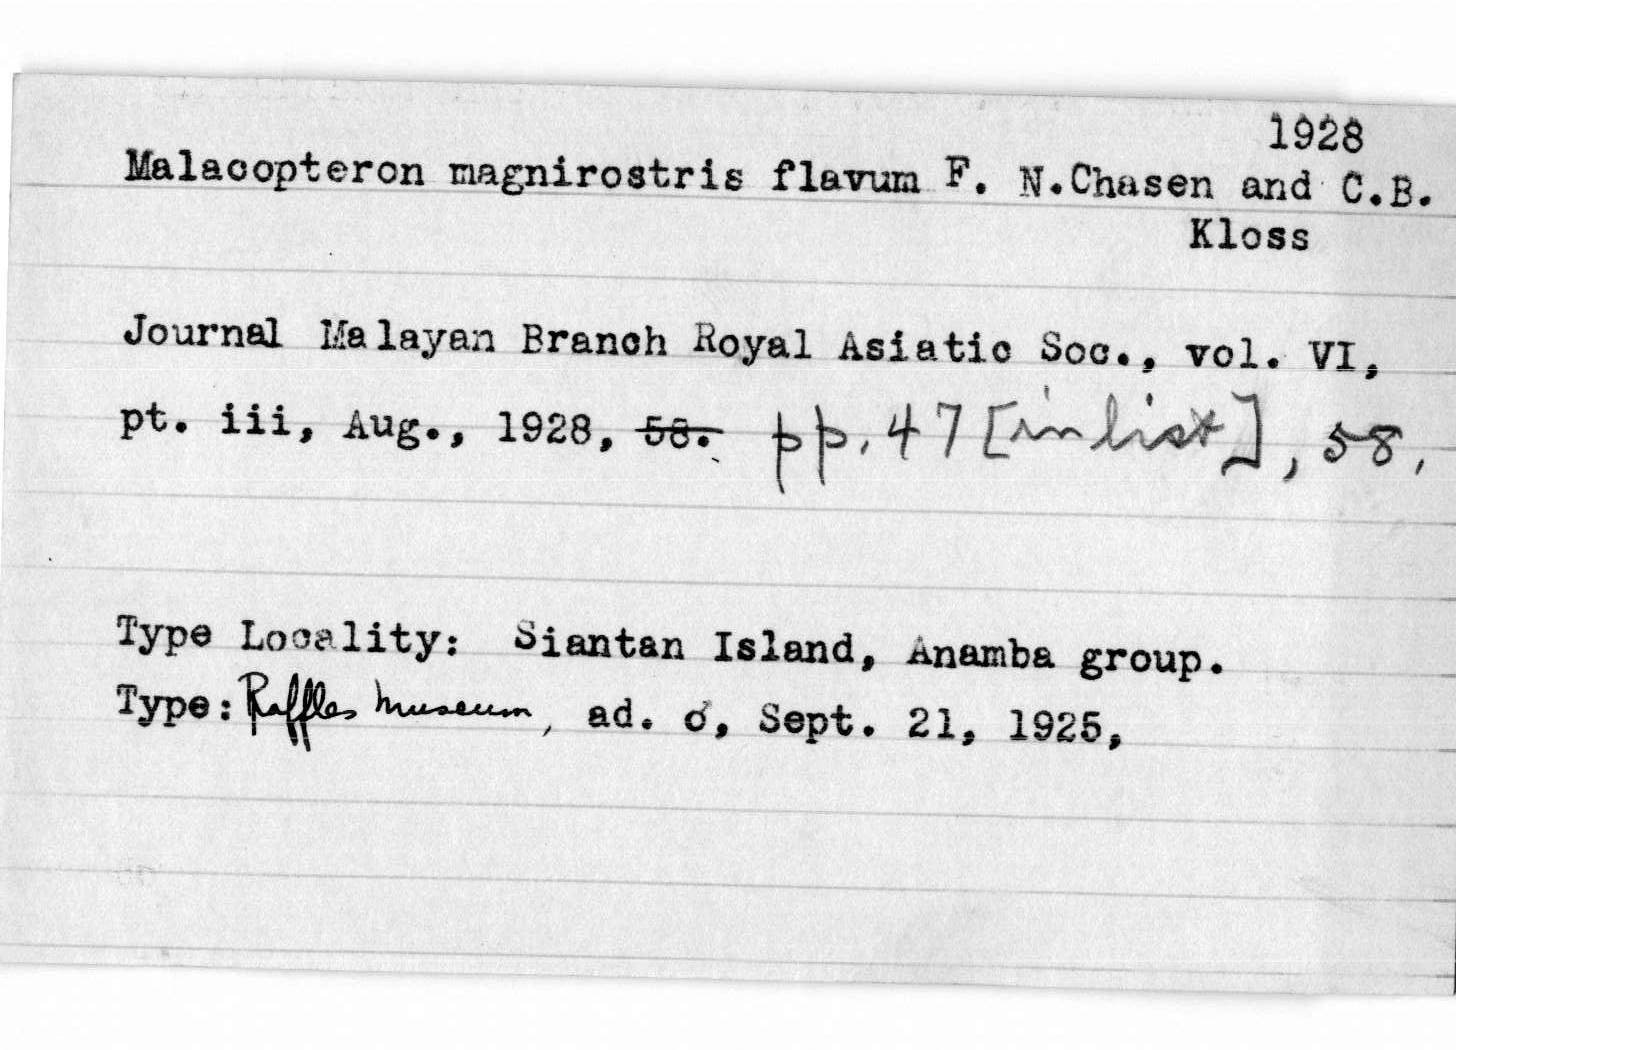 1928
Malacopteron magnirostris flavum F. N.Chasen and C.B.
Kloss
Journal Malayan Branch Royal Asiatic Soc., vol. VI,
pt. iii, Aug., 1928, 58. pp. 47 [in list], 58,
Type Locality: Siantan Island, Anamba group.
Type: Raffles Museum, ad. ♂, Sept. 21, 1925,